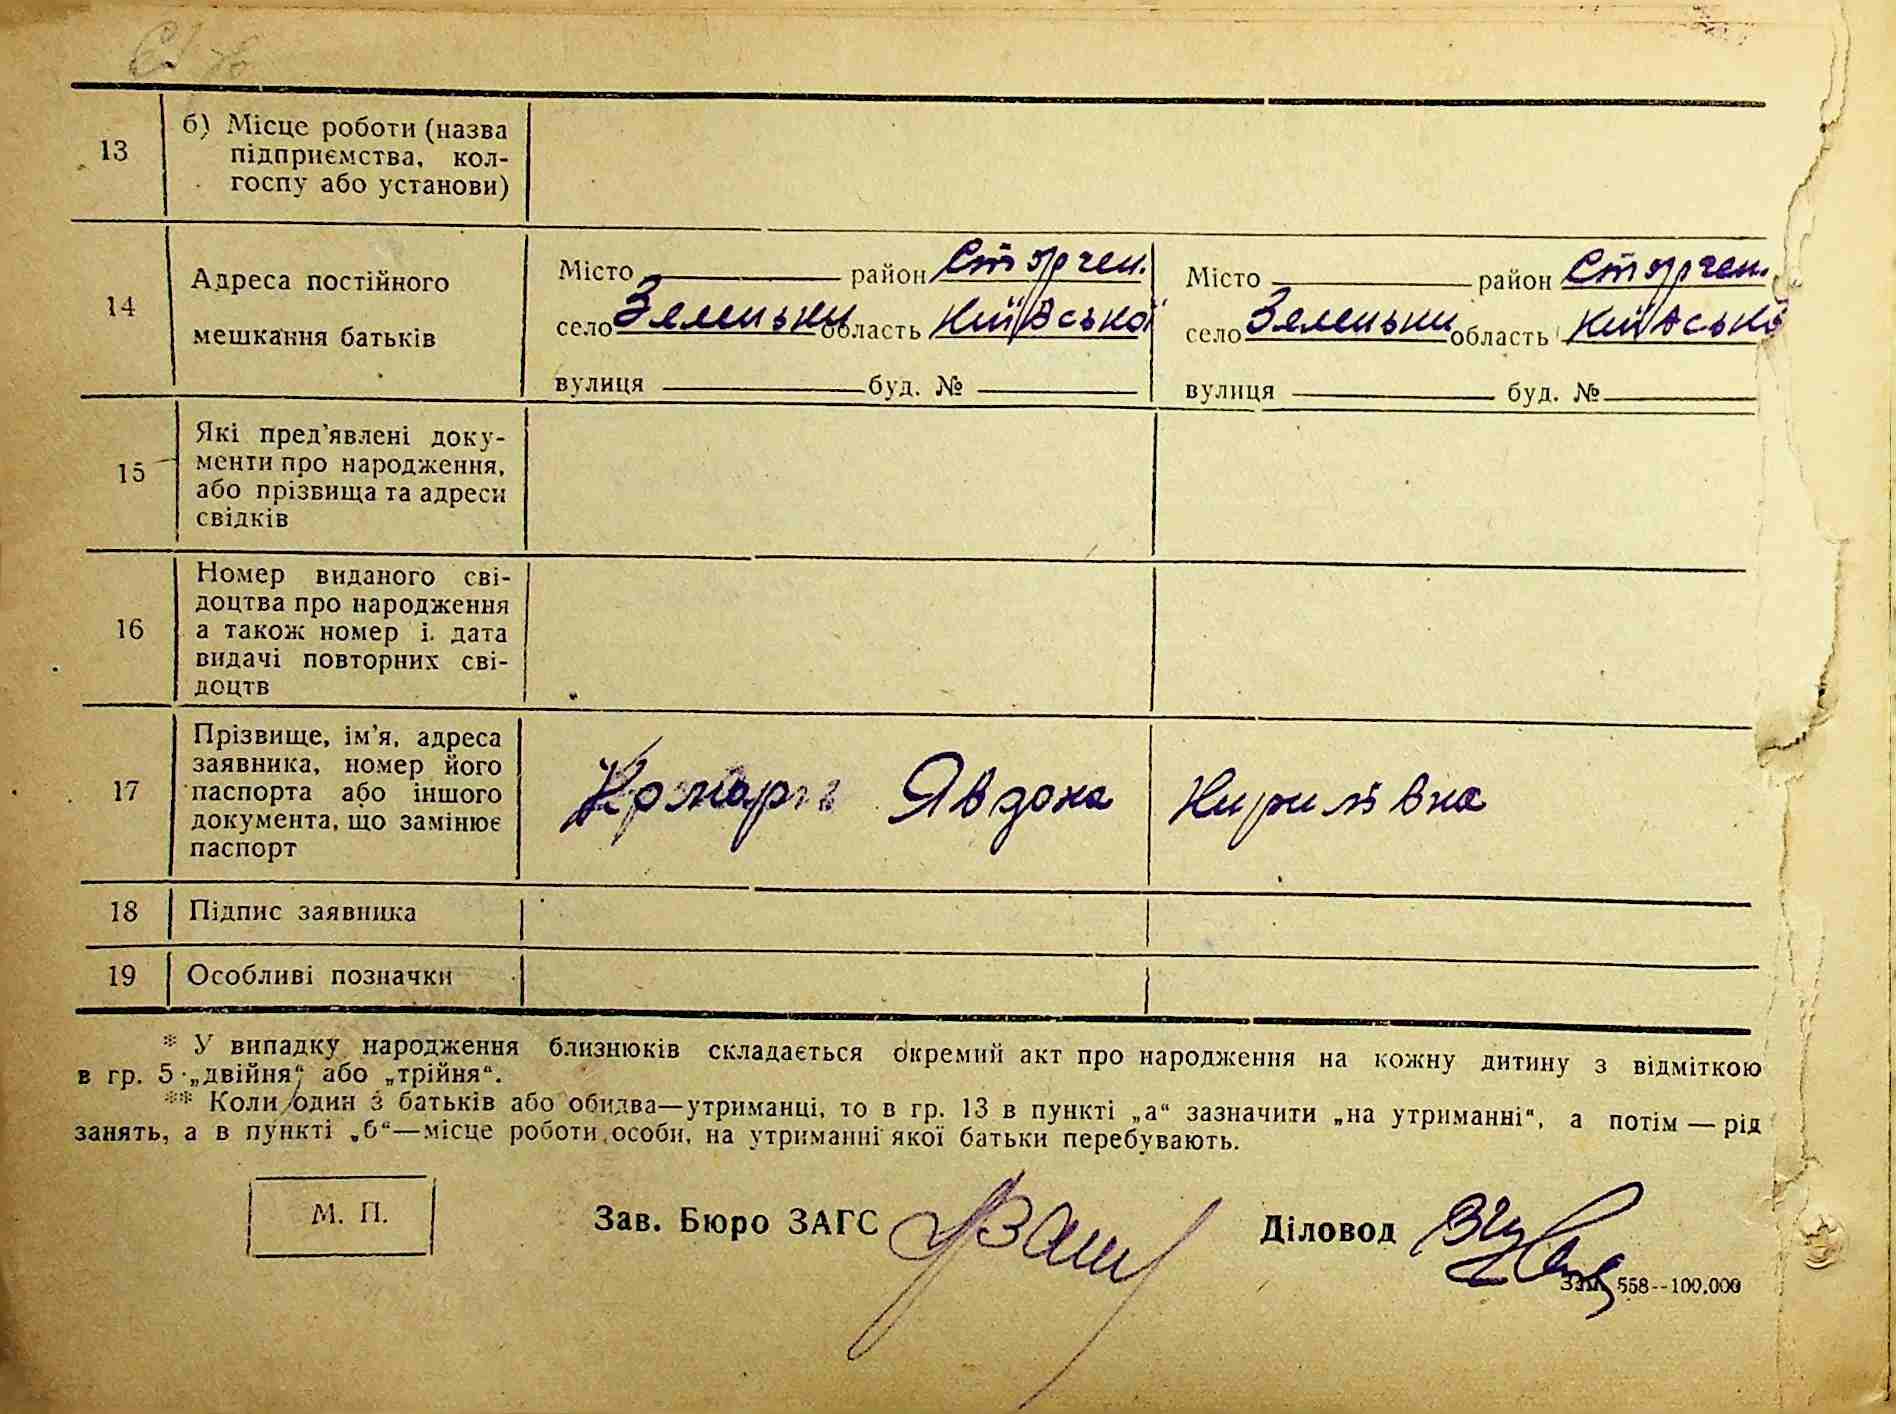 13
б) Місце роботи (назва
підприємства, кол-
госпу або установи)
14
Адреса постійного
мешкання батьків
Місто район Сторчен.
село Зеленьки область Київської
вулиця буд. №
Місто район Сторчен.
село Зеленьки область Київсько
вулиця буд. №
15
Які пред'явлені доку-
менти про народження,
або прізвища та адреси
свідків
16
Номер виданого сві-
доцтва про народження
а також номер і. дата
видачі повторних сві-
доцтв
17
Прізвище, ім'я, адреса
заявника, номер його
паспорта або іншого
документа, що замінює
паспорт
Явдоха Кирилівна
18
Підпис заявника
19
Особливі позначки
* У випадку народження близнюків складається окремий акт про народження на кожну дитину з відміткою
в гр. 5 „двійня“ або „трійня“.
** Коли один з батьків або обидва—утриманці, то в гр. 13 в пункті „а“ зазначити „на утриманні“, а потім — рід
занять, а в пункті „б“—місце роботи особи, на утриманні якої батьки перебувають.
М. П.
Зав. Бюро ЗАГС
Діловод
Зам. 558--100.000